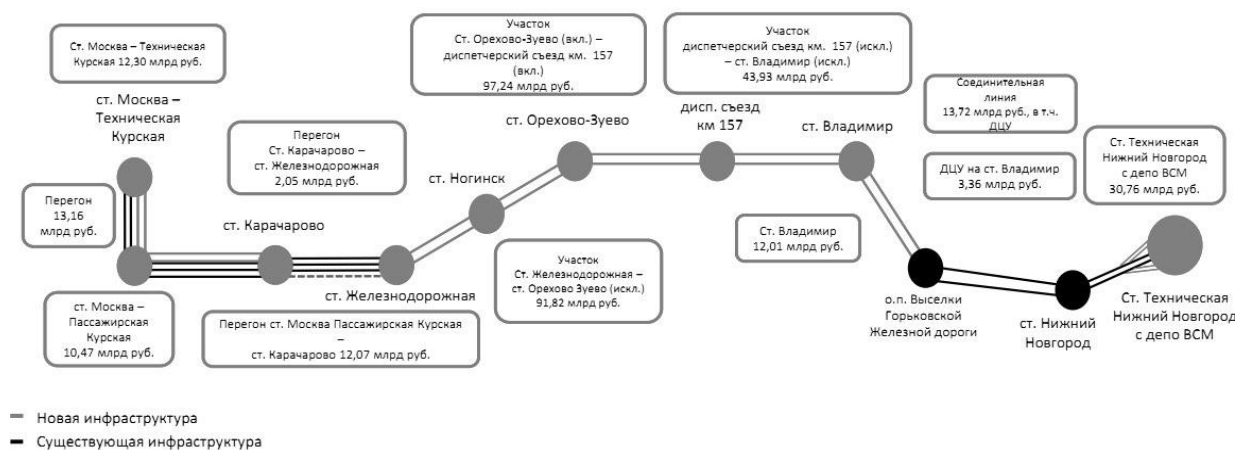 Ст. Москва – Техническая
Курская 12,30 млрд руб.
ст. Москва –
Техническая
Курская
Перегон
13,16
млрд руб.
ст. Москва –
Пассажирская
Курская
10,47 млрд руб.
Перегон
Ст. Карачарово –
ст. Железнодорожная
2,05 млрд руб.
ст. Карачарово
ст. Железнодорожная
Перегон ст. Москва Пассажирская Курская
–
ст. Карачарово 12,07 млрд руб.
Участок
Ст. Орехово-Зуево (вкл.) –
диспетчерский съезд км. 157
(вкл.)
97,24 млрд руб.
ст. Орехово-Зуево
ст. Ногинск
Участок
Ст. Железнодорожная –
ст. Орехово Зуево (искл.)
91,82 млрд руб.
Участок
диспетчерский съезд км. 157 (искл.)
– ст. Владимир (искл.)
43,93 млрд руб.
дисп. съезд
км 157
ст. Владимир
Ст. Владимир
12,01 млрд руб.
Соединительная
линия
13,72 млрд руб., в т.ч.
ДЦУ
ДЦУ на ст. Владимир
3,36 млрд руб.
Ст. Техническая
Нижний Новгород
с депо ВСМ
30,76 млрд руб.
о.п. Выселки
Горьковской
Железной дороги
ст. Нижний
Новгород
Ст. Техническая
Нижний Новгород
с депо ВСМ
Новая инфраструктура
Существующая инфраструктура